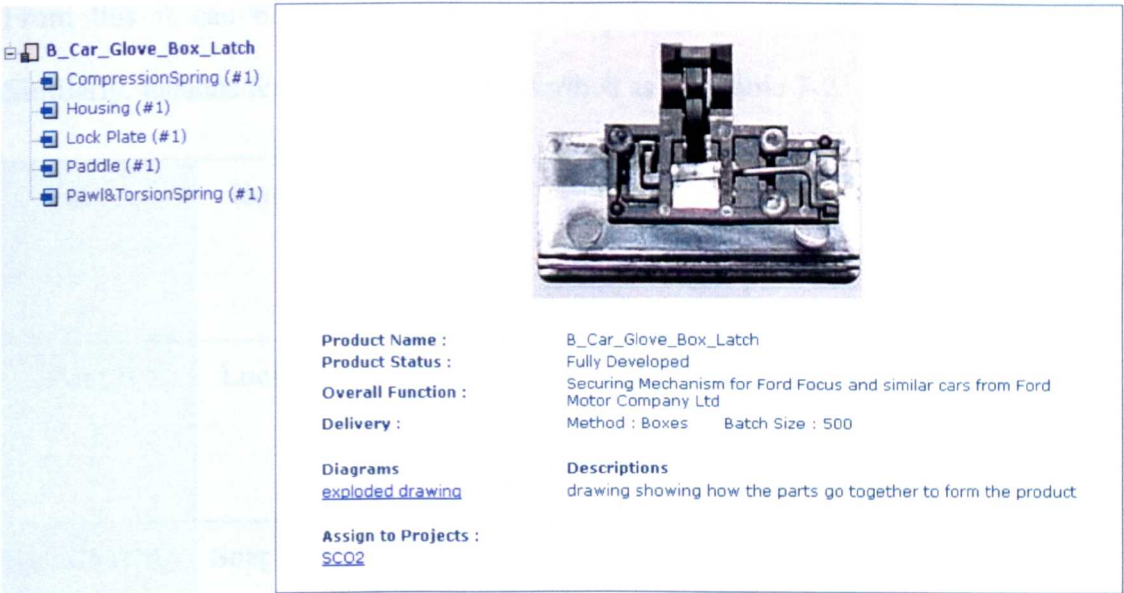 B_Car_Glove_Box_Latch
CompressionSpring (#1)
Housing (#1)
Lock Plate (#1)
Paddle (#1)
Pawl&TorsionSpring (#1)
Product Name : B_Car_Glove_Box_Latch
Product Status : Fully Developed
Overall Function : Securing Mechanism for Ford Focus and similar cars from Ford
Motor Company Ltd
Delivery : Method : Boxes Batch Size : 500
Diagrams Descriptions
exploded drawing drawing showing how the parts go together to form the product
Assign to Projects :
SCO2